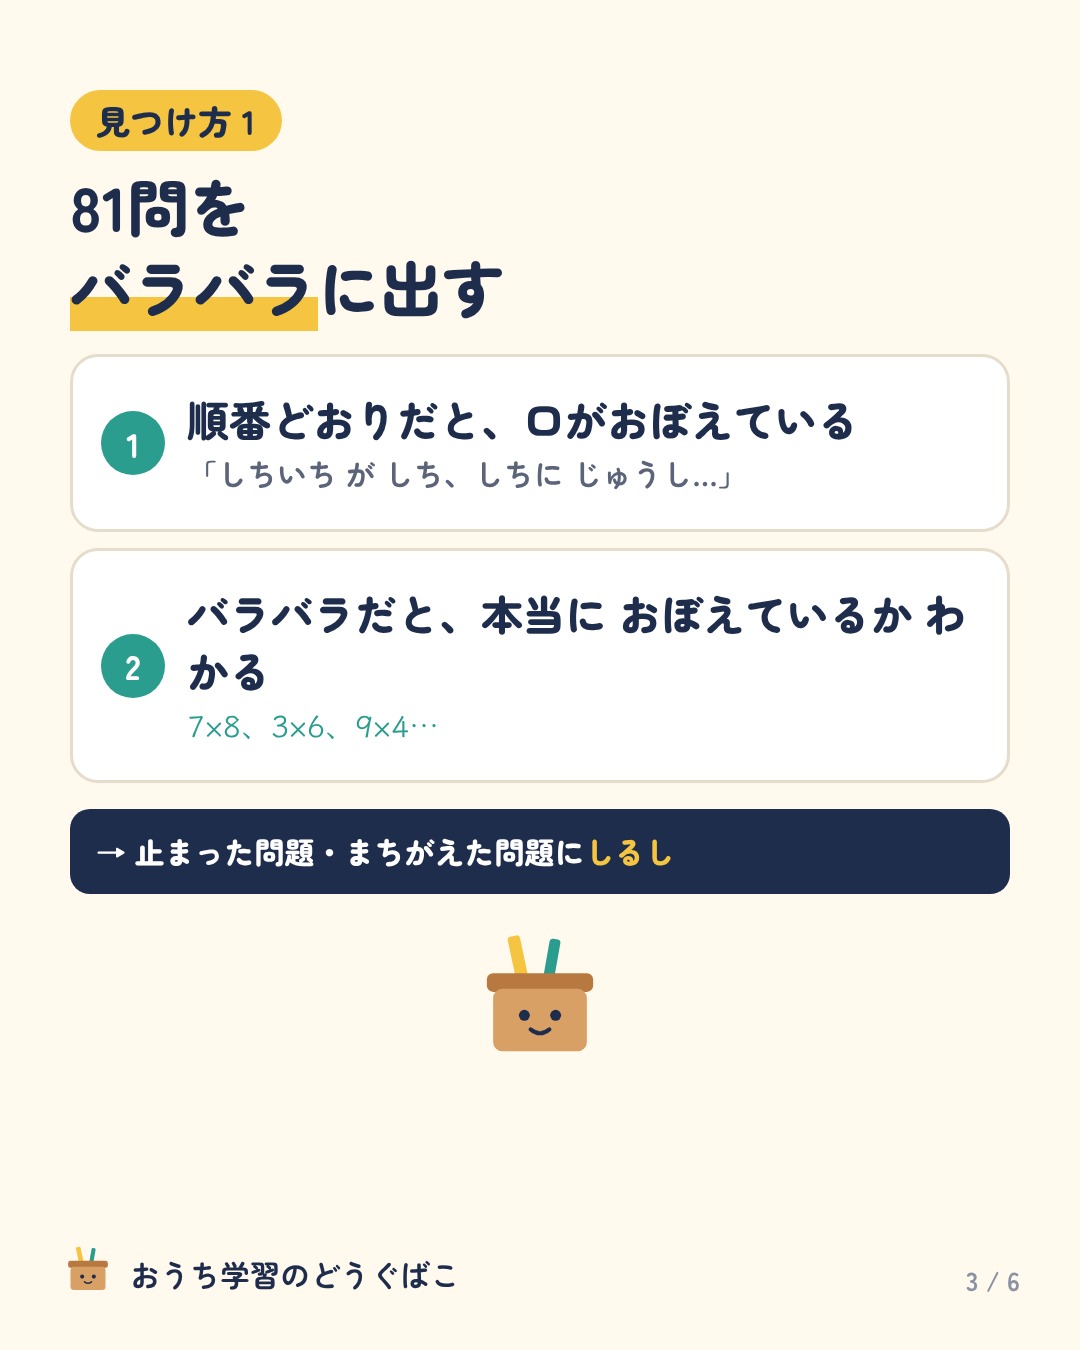 見つけ方 1
81問を
バラバラに出す
1
順番どおりだと、口がおぼえている
「しちいち が しち、しちに じゅうし…」
2
バラバラだと、本当に おぼえているか わ
かる
7×8、3×6、9×4…
→ 止まった問題・まちがえた問題にしるし
おうち学習のどうぐばこ
3 / 6